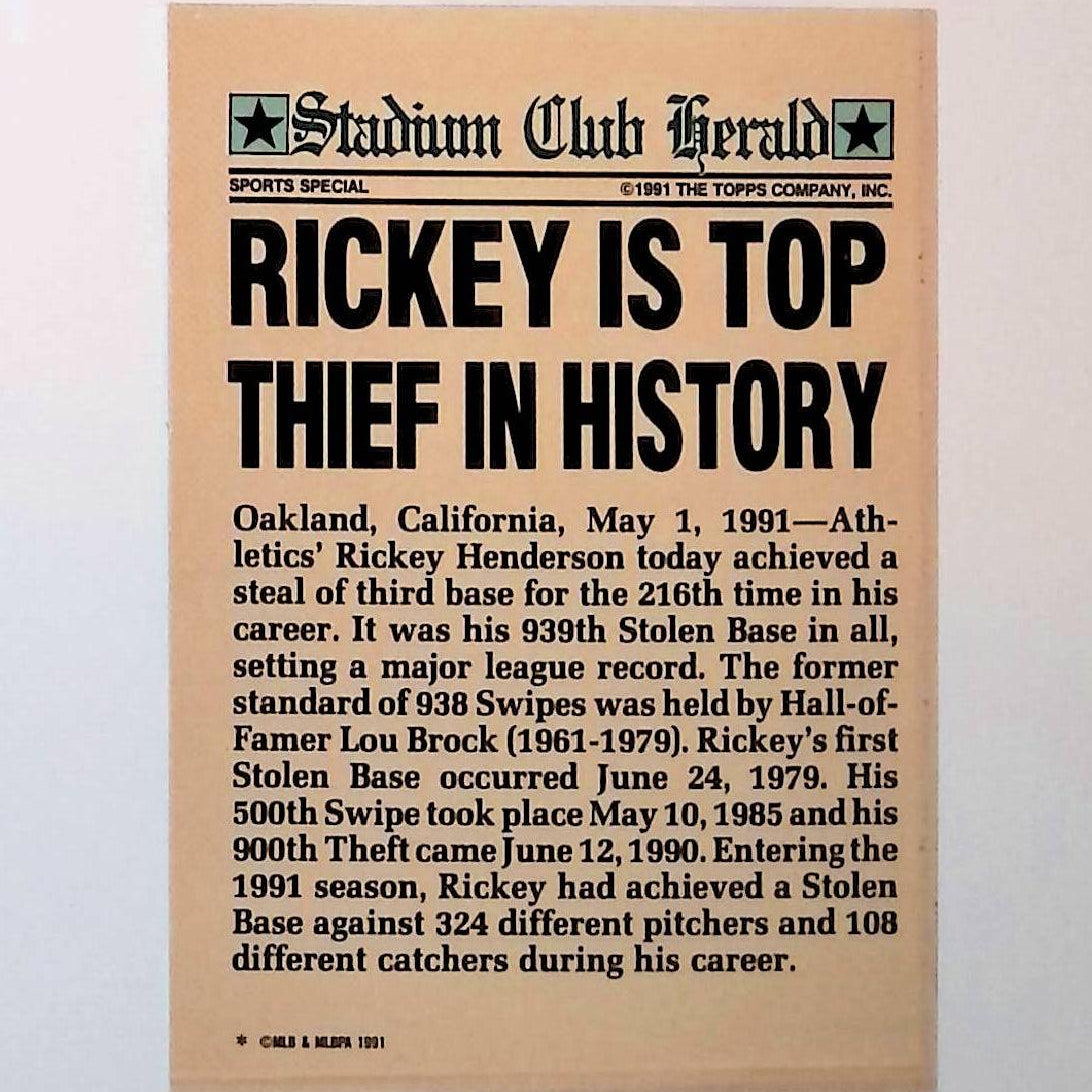 Stadium Club Herald
SPORTS SPECIAL ©1991 THE TOPPS COMPANY, INC.
RICKEY IS TOP
THIEF IN HISTORY
Oakland, California, May 1, 1991—Ath-
letics' Rickey Henderson today achieved a
steal of third base for the 216th time in his
career. It was his 939th Stolen Base in all,
setting a major league record. The former
standard of 938 Swipes was held by Hall-of-
Famer Lou Brock (1961-1979). Rickey's first
Stolen Base occurred June 24, 1979. His
500th Swipe took place May 10, 1985 and his
900th Theft came June 12, 1990. Entering the
1991 season, Rickey had achieved a Stolen
Base against 324 different pitchers and 108
different catchers during his career.
* ©MLB & MLBPA 1991